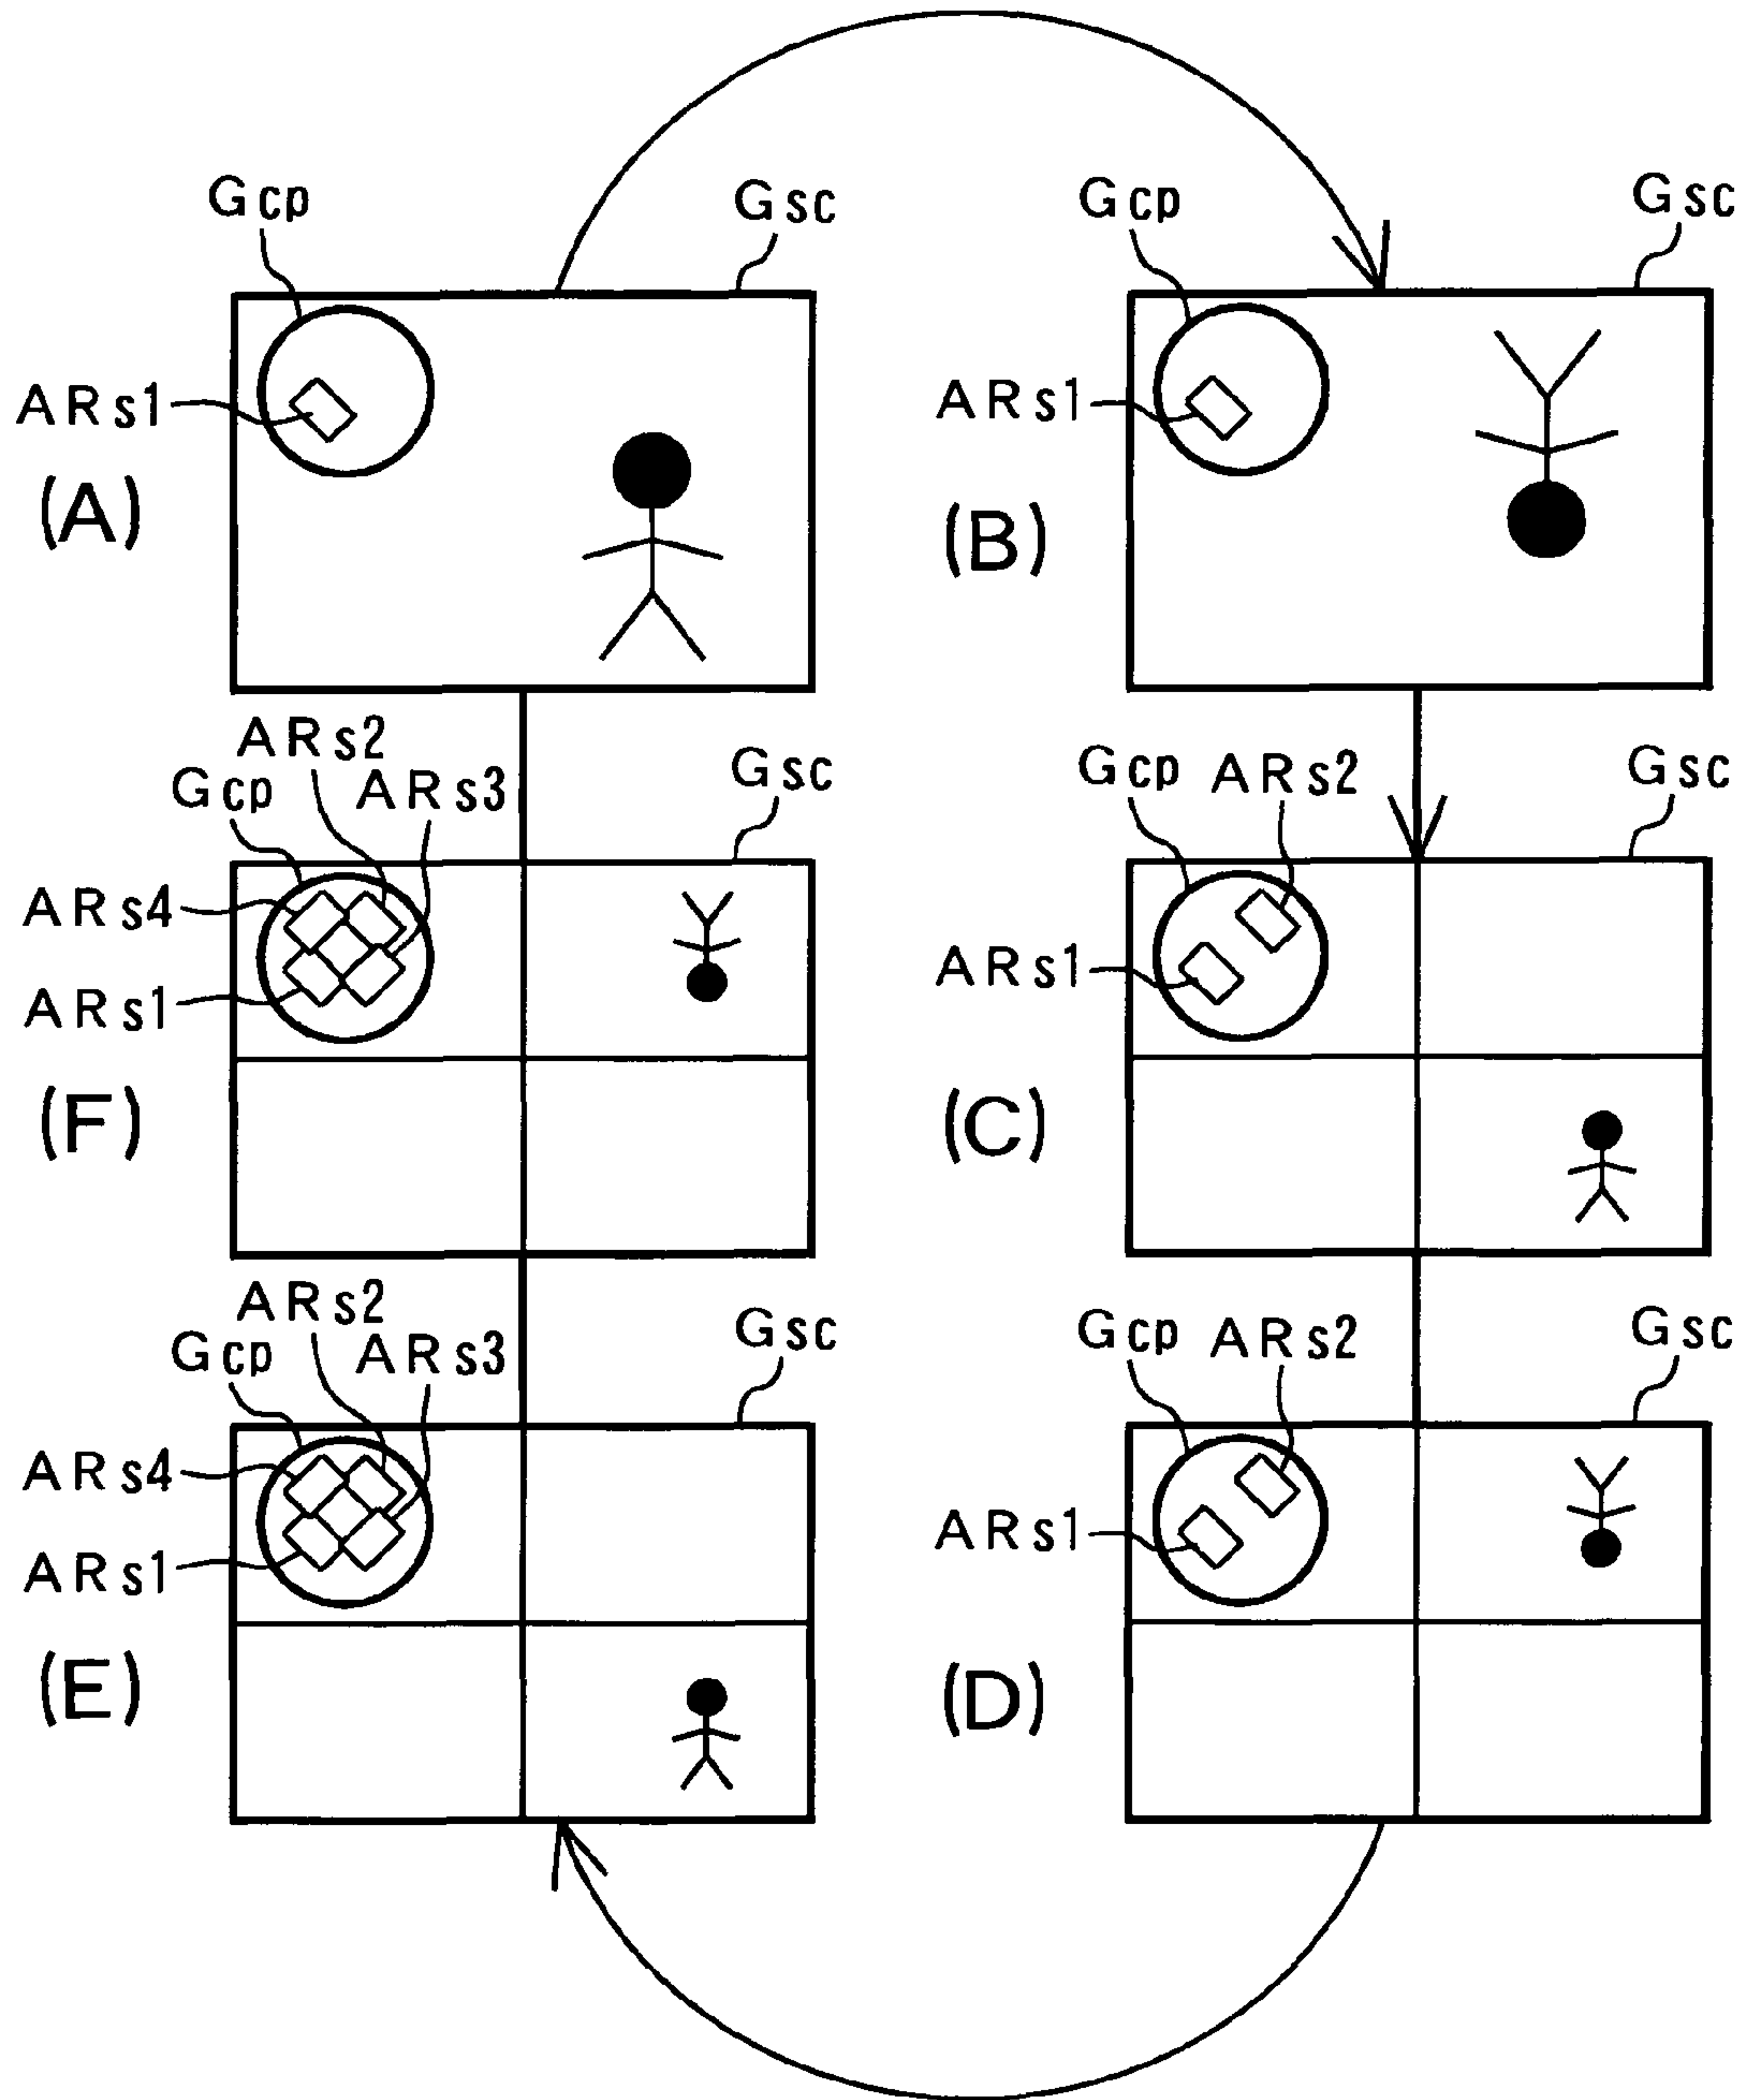 Gcp Gsc Gcp Gsc
ARs1 ARs1
(A) (B)
ARs2
Gcp ARs3 Gsc Gcp ARs2 Gsc
ARs4
ARs1 ARs1
(F) (C)
ARs2
Gcp ARs3 Gsc Gcp ARs2 Gsc
ARs4
ARs1 ARs1
(E) (D)